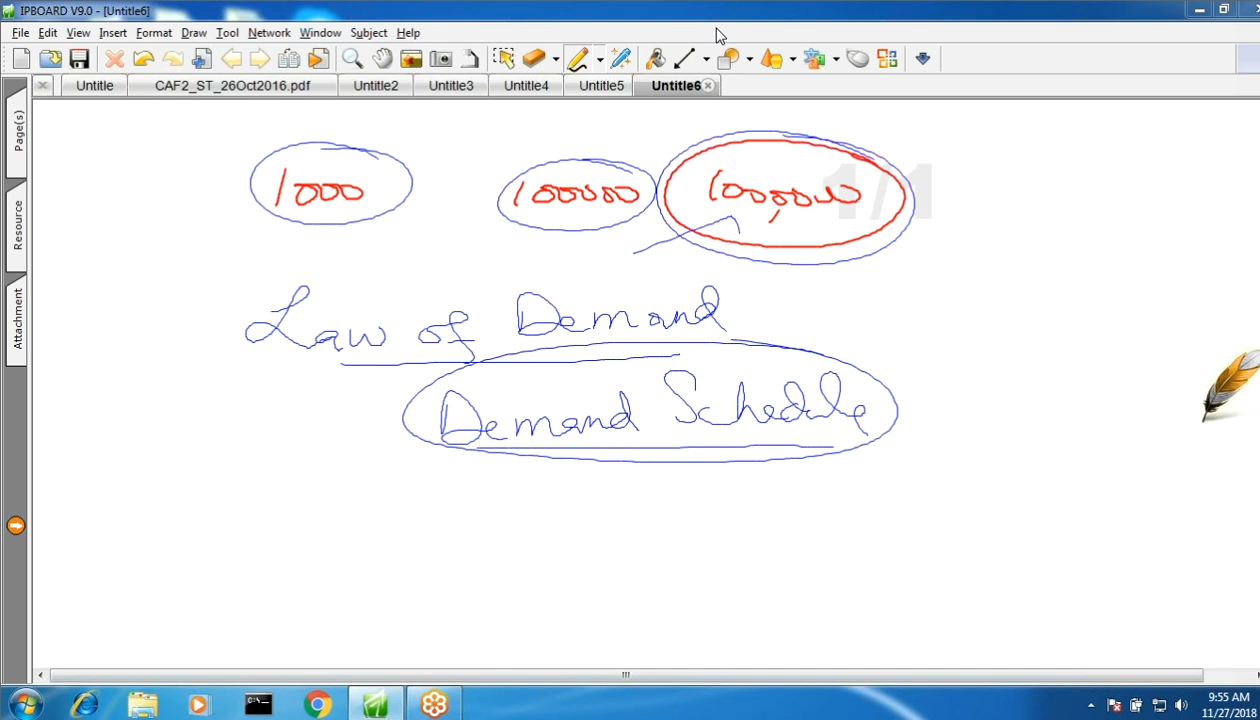 IPBOARD V9.0 - [Untitle6]
File Edit View Insert Format Draw Tool Network Window Subject Help
Untitle CAF2_ST_26Oct2016.pdf Untitle2 Untitle3 Untitle4 Untitle5 Untitle6
Page(s)
Resource
Attachment
1/1
1000 100000
Law of Demand
Demand Schedule
9:55 AM
11/27/2018